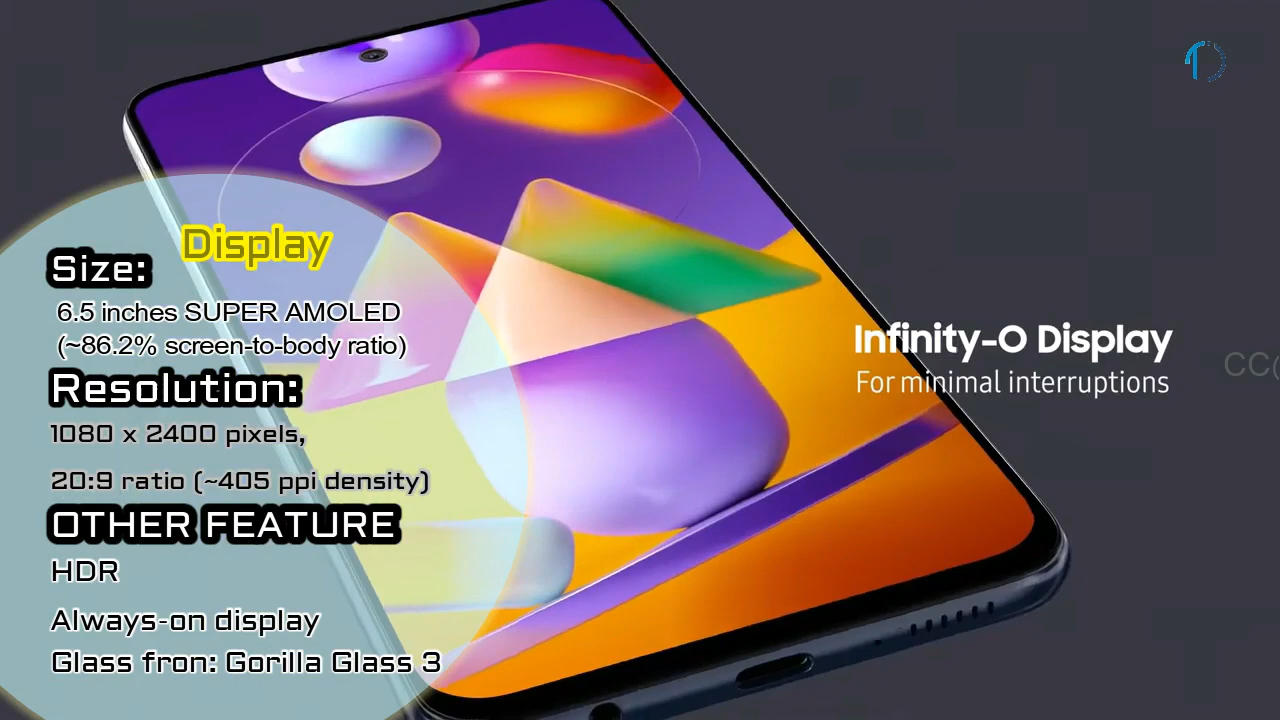 Display
Size:
6.5 inches SUPER AMOLED
(~86.2% screen-to-body ratio)
Resolution:
1080 x 2400 pixels,
20:9 ratio (~405 ppi density)
OTHER FEATURE
HDR
Always-on display
Glass fron: Gorilla Glass 3
Infinity-O Display
For minimal interruptions
CC